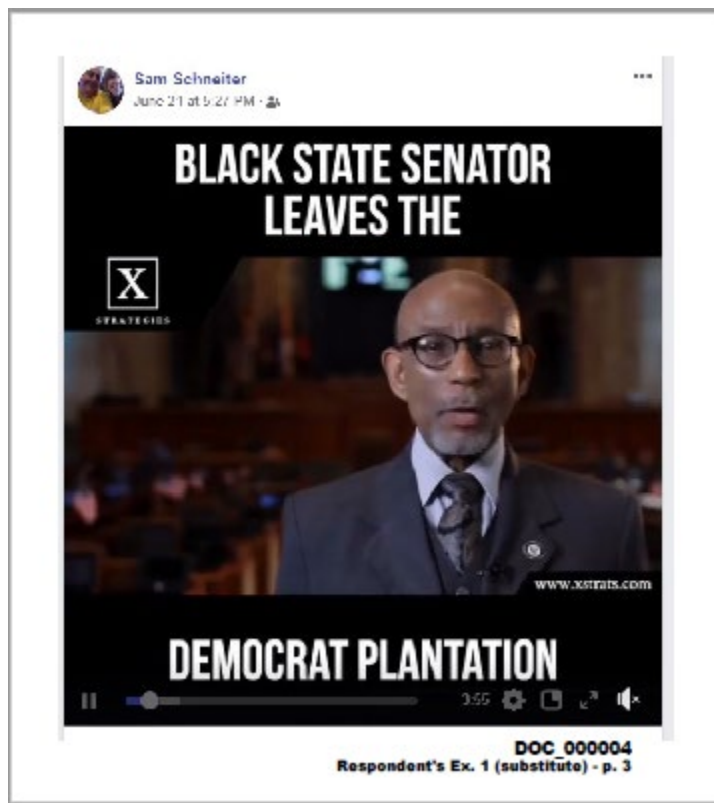 Sam Schneiter
June 21 at 5:27 PM
BLACK STATE SENATOR
LEAVES THE
X
STRATEGIES
www.xstrats.com
DEMOCRAT PLANTATION
3:55
DOC_000004
Respondent's Ex. 1 (substitute) - p. 3